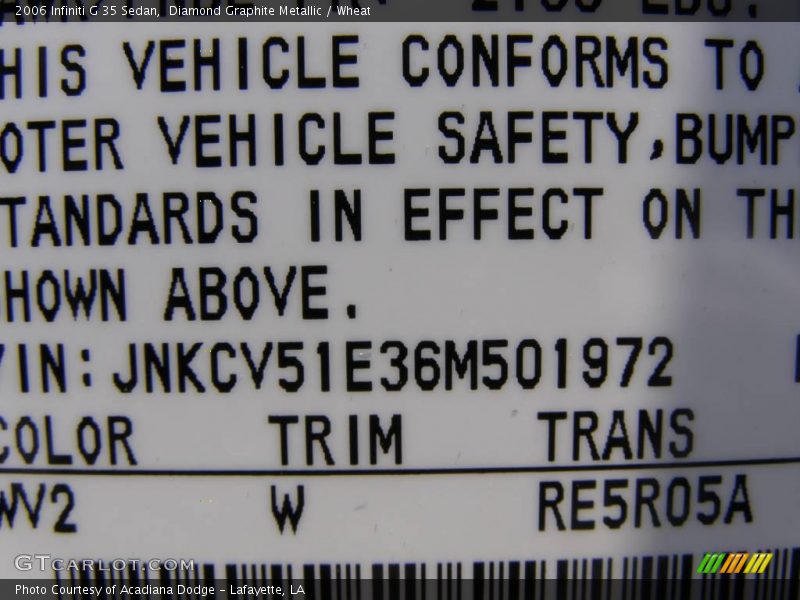 2006 Infiniti G 35 Sedan, Diamond Graphite Metallic / Wheat
HIS VEHICLE CONFORMS TO
OTER VEHICLE SAFETY,BUMP
TANDARDS IN EFFECT ON TH
HOWN ABOVE.
VIN:JNKCV51E36M501972
COLOR TRIM TRANS
WV2 W RE5R05A
GTCARLOT.COM
Photo Courtesy of Acadiana Dodge - Lafayette, LA